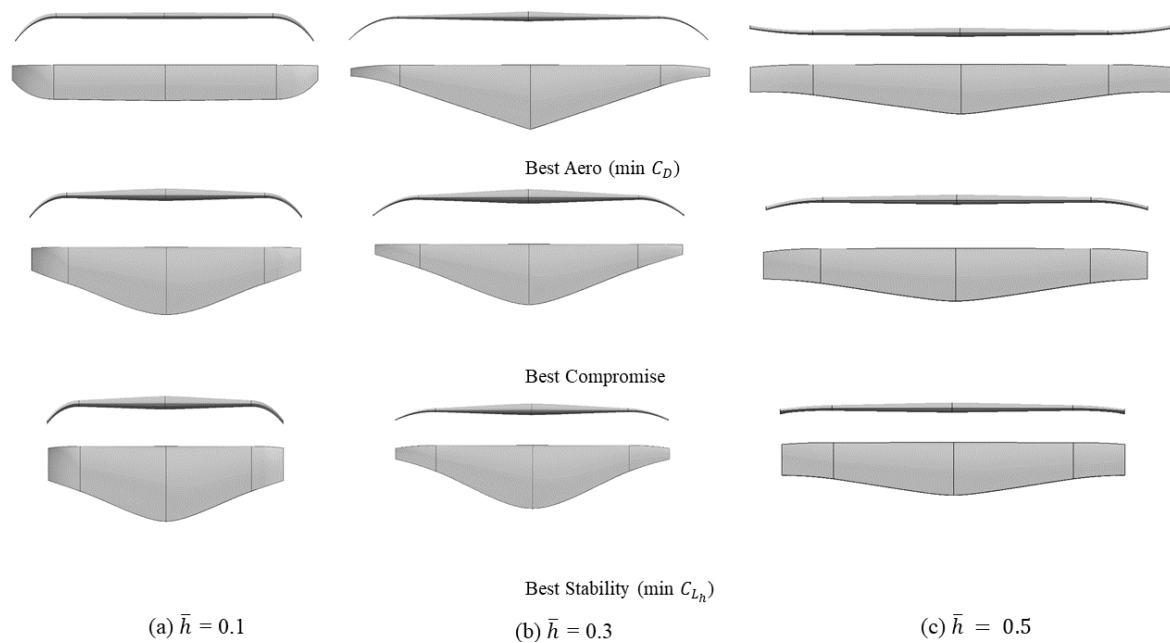 Best Aero (min C_D)
Best Compromise
Best Stability (min C_{L_h})
(a) h̄ = 0.1
(b) h̄ = 0.3
(c) h̄ = 0.5